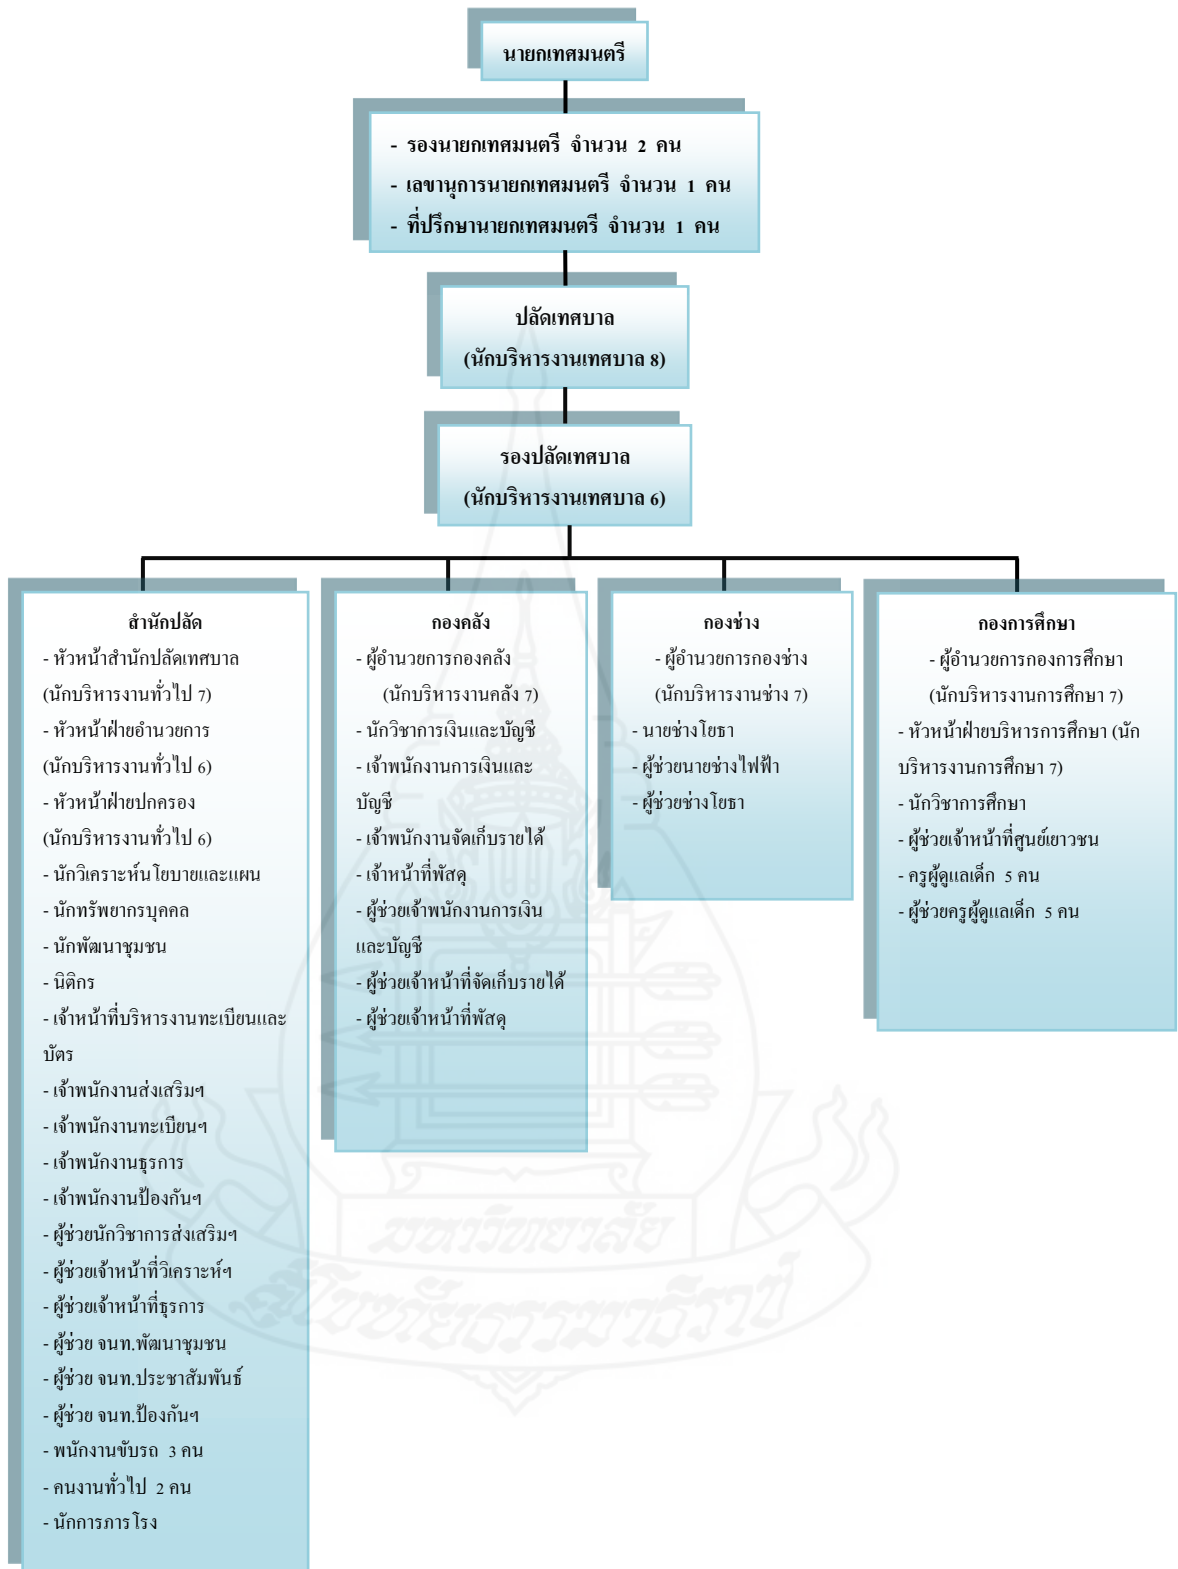 นายกเทศมนตรี
- รองนายกเทศมนตรี จำนวน 2 คน
- เลขานุการนายกเทศมนตรี จำนวน 1 คน
- ที่ปรึกษานายกเทศมนตรี จำนวน 1 คน
ปลัดเทศบาล
(นักบริหารงานเทศบาล 8)
รองปลัดเทศบาล
(นักบริหารงานเทศบาล 6)
สำนักปลัด
- หัวหน้าสำนักปลัดเทศบาล
(นักบริหารงานทั่วไป 7)
- หัวหน้าฝ่ายอำนวยการ
(นักบริหารงานทั่วไป 6)
- หัวหน้าฝ่ายปกครอง
(นักบริหารงานทั่วไป 6)
- นักวิเคราะห์นโยบายและแผน
- นักทรัพยากรบุคคล
- นักพัฒนาชุมชน
- นิติกร
- เจ้าหน้าที่บริหารงานทะเบียนและ
บัตร
- เจ้าพนักงานส่งเสริมฯ
- เจ้าพนักงานทะเบียนฯ
- เจ้าพนักงานธุรการ
- เจ้าพนักงานป้องกันฯ
- ผู้ช่วยนักวิชาการส่งเสริมฯ
- ผู้ช่วยเจ้าหน้าที่วิเคราะห์ฯ
- ผู้ช่วยเจ้าหน้าที่ธุรการ
- ผู้ช่วย จนท.พัฒนาชุมชน
- ผู้ช่วย จนท.ประชาสัมพันธ์
- ผู้ช่วย จนท.ป้องกันฯ
- พนักงานขับรถ 3 คน
- คนงานทั่วไป 2 คน
- นักการภารโรง
กองคลัง
- ผู้อำนวยการกองคลัง
(นักบริหารงานคลัง 7)
- นักวิชาการเงินและบัญชี
- เจ้าพนักงานการเงินและ
บัญชี
- เจ้าพนักงานจัดเก็บรายได้
- เจ้าหน้าที่พัสดุ
- ผู้ช่วยเจ้าพนักงานการเงิน
และบัญชี
- ผู้ช่วยเจ้าหน้าที่จัดเก็บรายได้
- ผู้ช่วยเจ้าหน้าที่พัสดุ
กองช่าง
- ผู้อำนวยการกองช่าง
(นักบริหารงานช่าง 7)
- นายช่างโยธา
- ผู้ช่วยนายช่างไฟฟ้า
- ผู้ช่วยช่างโยธา
กองการศึกษา
- ผู้อำนวยการกองการศึกษา
(นักบริหารงานการศึกษา 7)
- หัวหน้าฝ่ายบริหารการศึกษา (นัก
บริหารงานการศึกษา 7)
- นักวิชาการศึกษา
- ผู้ช่วยเจ้าหน้าที่ศูนย์เยาวชน
- ครูผู้ดูแลเด็ก 5 คน
- ผู้ช่วยครูผู้ดูแลเด็ก 5 คน
มหาวิทยาลัย
สุโขทัยธรรมาธิราช